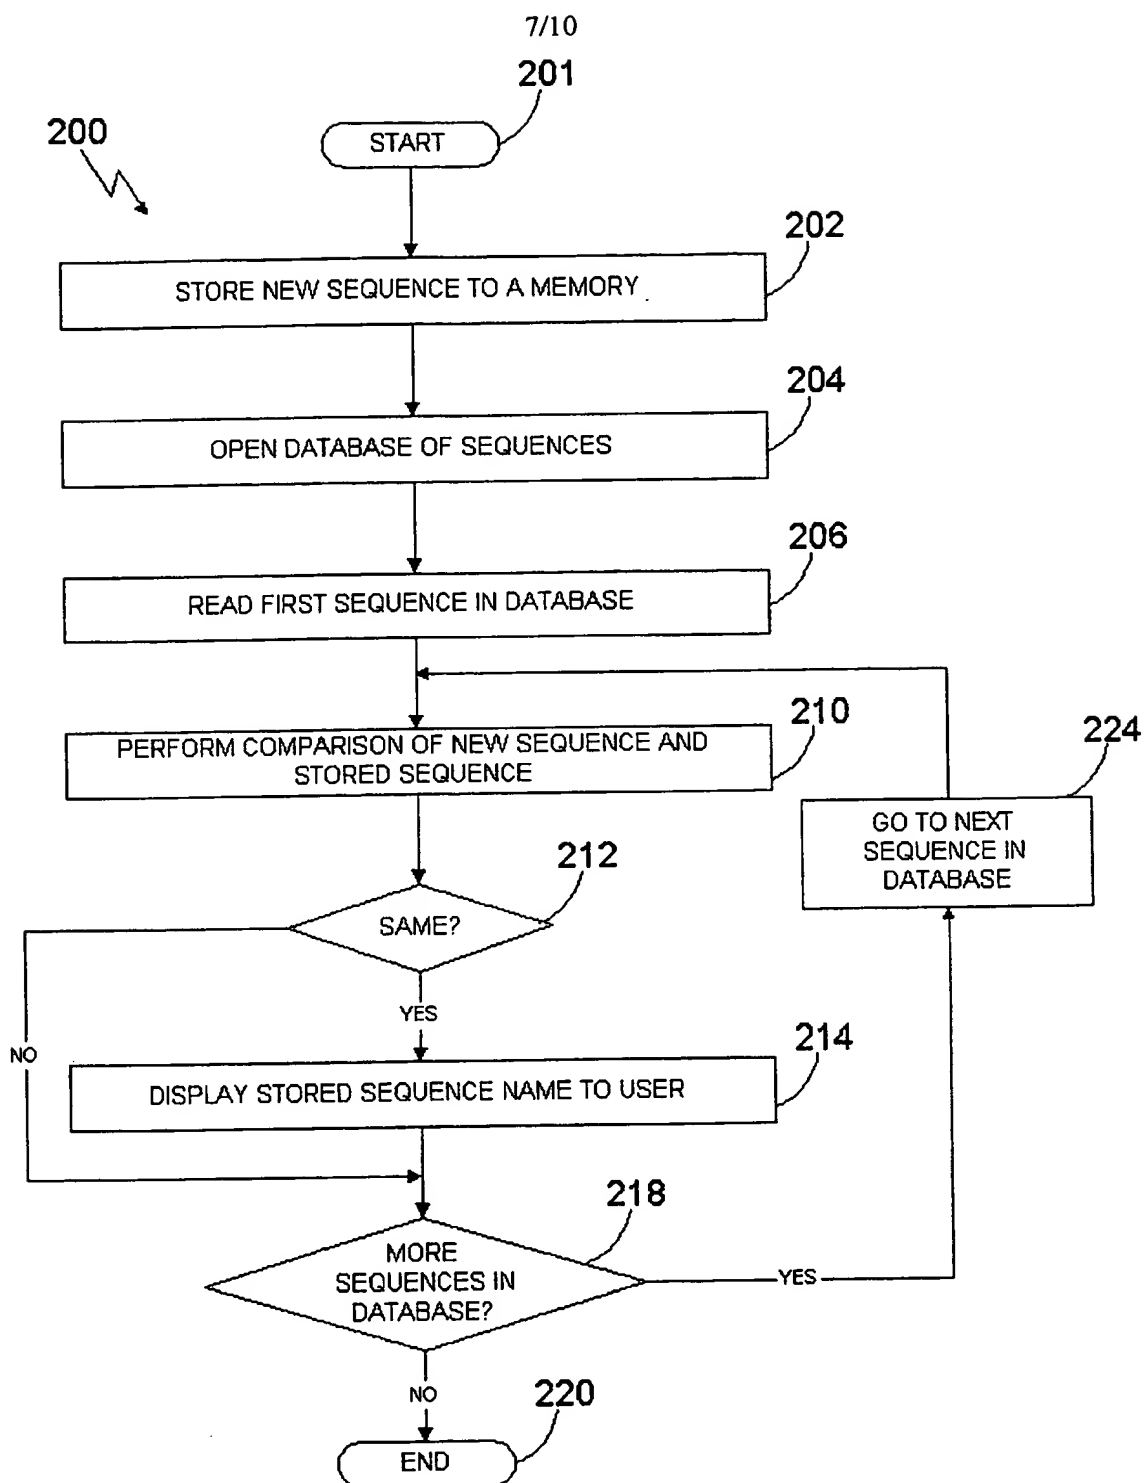 7/10
201
START
200
202
STORE NEW SEQUENCE TO A MEMORY
204
OPEN DATABASE OF SEQUENCES
206
READ FIRST SEQUENCE IN DATABASE
210
PERFORM COMPARISON OF NEW SEQUENCE AND
STORED SEQUENCE
224
GO TO NEXT
SEQUENCE IN
DATABASE
212
SAME?
YES
NO
214
DISPLAY STORED SEQUENCE NAME TO USER
218
MORE
SEQUENCES IN
DATABASE?
YES
NO
220
END